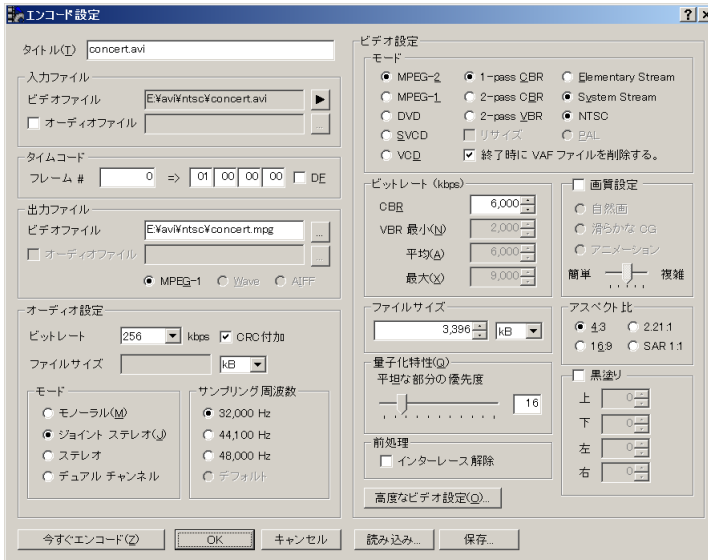 エンコード設定
タイトル(T) concert.avi
入力ファイル
ビデオファイル E:¥avi¥ntsc¥concert.avi
オーディオファイル ...
タイムコード
フレーム # 0 => 01 00 00 00 DF
出力ファイル
ビデオファイル E:¥avi¥ntsc¥concert.mpg ...
オーディオファイル ...
MPEG-1 Wave AIFF
オーディオ設定
ビットレート 256 kbps CRC付加
ファイルサイズ kB
モード
モノーラル(M)
ジョイント ステレオ(J)
ステレオ
デュアル チャンネル
サンプリング周波数
32,000 Hz
44,100 Hz
48,000 Hz
デフォルト
ビデオ設定
モード
MPEG-2 1-pass CBR Elementary Stream
MPEG-1 2-pass CBR System Stream
DVD 2-pass VBR NTSC
SVCD リサイズ PAL
VCD 終了時に VAF ファイルを削除する。
ビットレート (kbps)
CBR 6,000
VBR 最小(N) 2,000
平均(A) 6,000
最大(X) 9,000
画質設定
自然画
滑らかな CG
アニメーション
簡単 複雑
ファイルサイズ
3,396 kB
アスペクト比
4:3 2.21:1
16:9 SAR 1:1
量子化特性(Q)
平坦な部分の優先度
16
黒塗り
上 0
下 0
左 0
右 0
前処理
インターレース解除
高度なビデオ設定(O)...
今すぐエンコード(Z) OK キャンセル 読み込み... 保存...